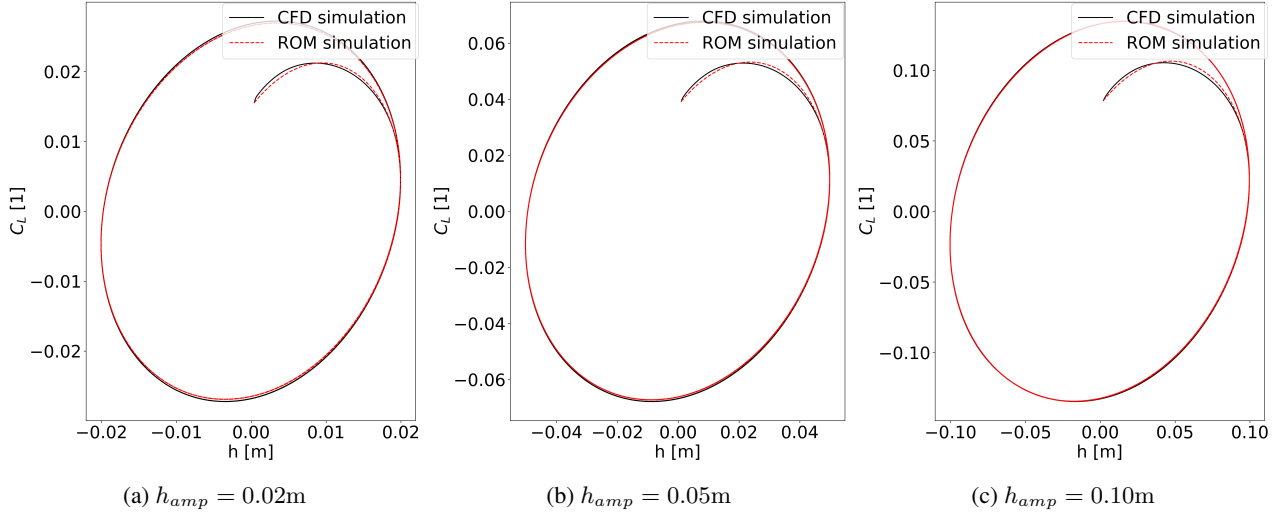 CFD simulation
ROM simulation
0.02
0.01
0.00
−0.01
−0.02
C_L [1]
−0.02 −0.01 0.00 0.01 0.02
h [m]
(a) h_amp = 0.02m
CFD simulation
ROM simulation
0.06
0.04
0.02
0.00
−0.02
−0.04
−0.06
C_L [1]
−0.04 −0.02 0.00 0.02 0.04
h [m]
(b) h_amp = 0.05m
CFD simulation
ROM simulation
0.10
0.05
0.00
−0.05
−0.10
C_L [1]
−0.10 −0.05 0.00 0.05 0.10
h [m]
(c) h_amp = 0.10m